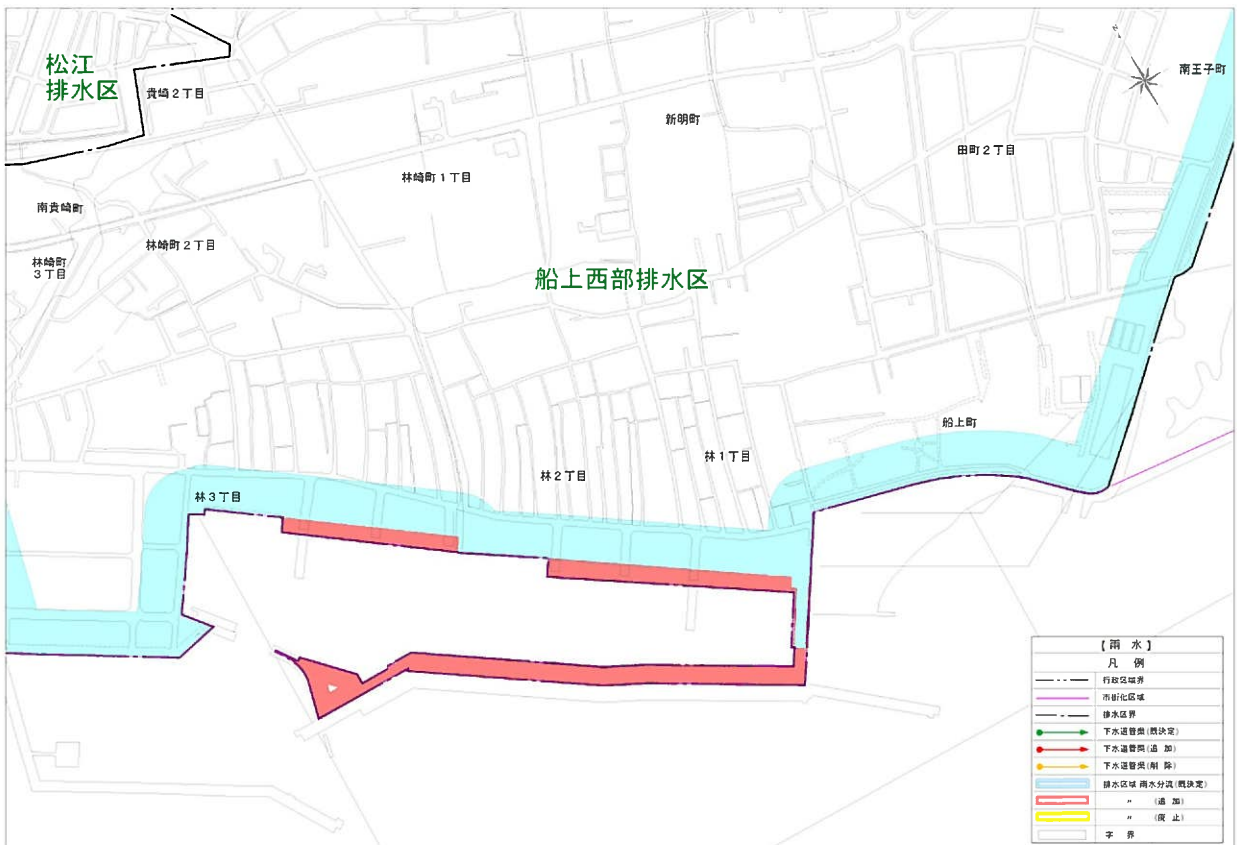 松江
排水区
貴崎2丁目
南王子町
新明町
田町2丁目
林崎町1丁目
南貴崎町
林崎町2丁目
林崎町
3丁目
船上西部排水区
船上町
林1丁目
林2丁目
林3丁目
【雨 水】
凡 例
行政区域界
市街化区域
排水区界
下水道管渠(既決定)
下水道管渠(追 加)
下水道管渠(削 除)
排水区域 雨水分流(既決定)
〃 (追 加)
〃 (廃 止)
字 界